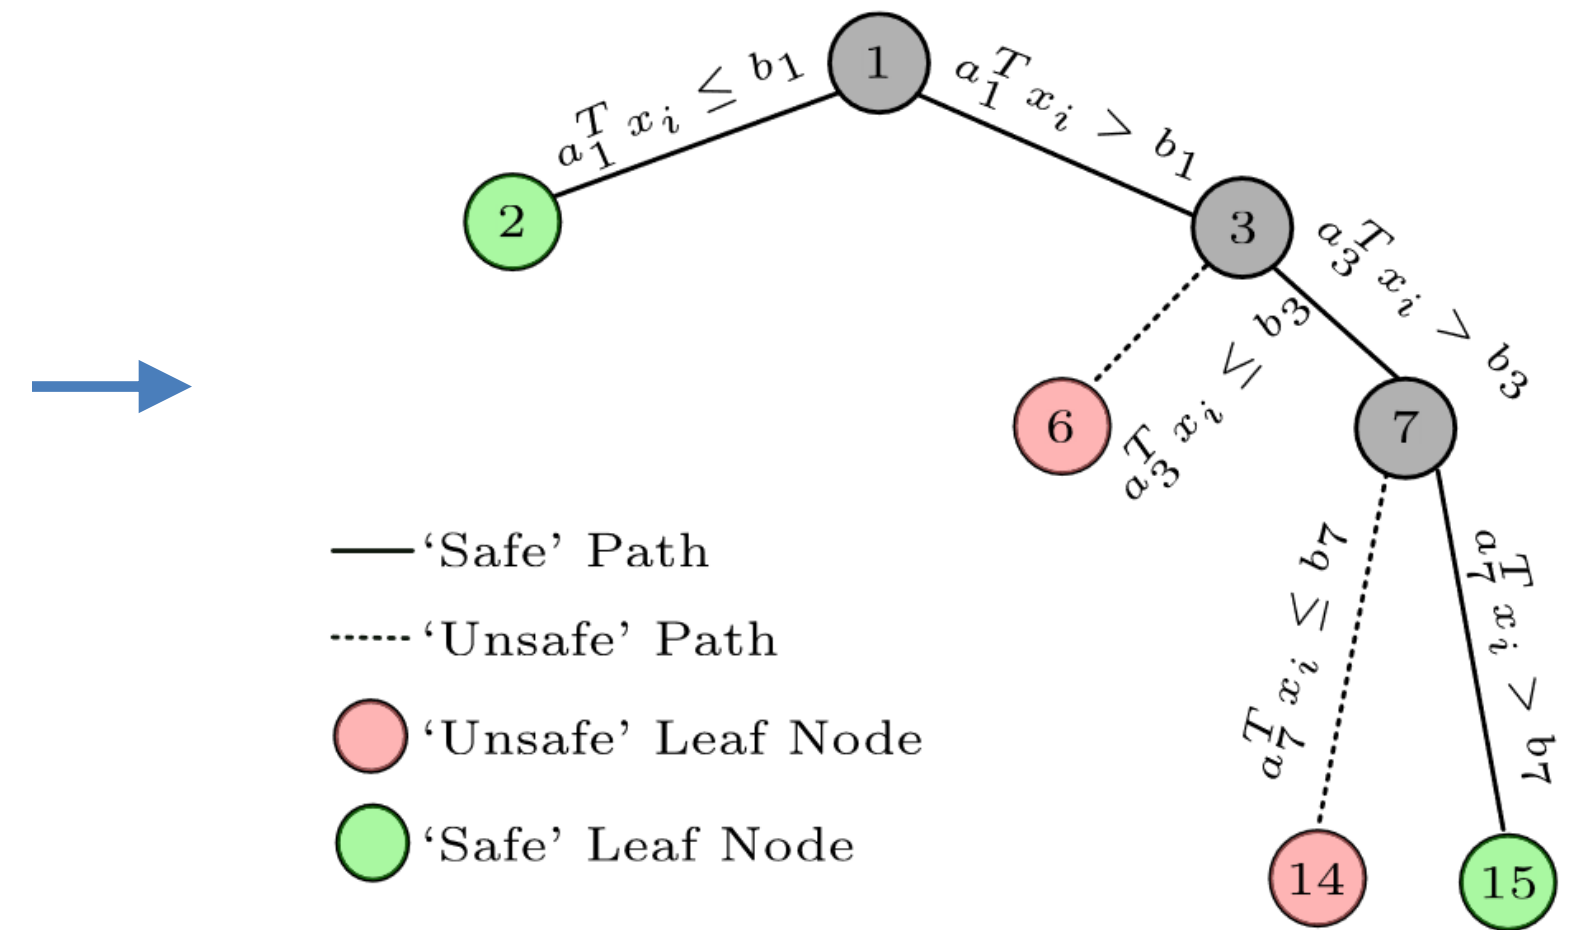 1
a_1^T x_i ≤ b_1
a_1^T x_i > b_1
2
3
a_3^T x_i ≤ b_3
a_3^T x_i > b_3
6
7
a_7^T x_i ≤ b_7
a_7^T x_i > b_7
14
15
‘Safe’ Path
‘Unsafe’ Path
‘Unsafe’ Leaf Node
‘Safe’ Leaf Node